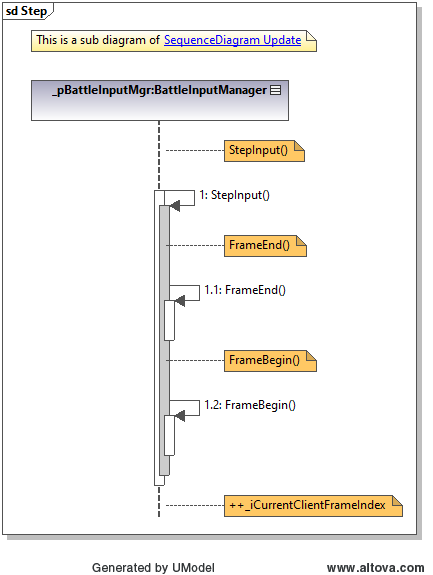 sd Step
This is a sub diagram of SequenceDiagram Update
_pBattleInputMgr:BattleInputManager
StepInput()
1: StepInput()
FrameEnd()
1.1: FrameEnd()
FrameBegin()
1.2: FrameBegin()
++_iCurrentClientFrameIndex
Generated by UModel www.altova.com